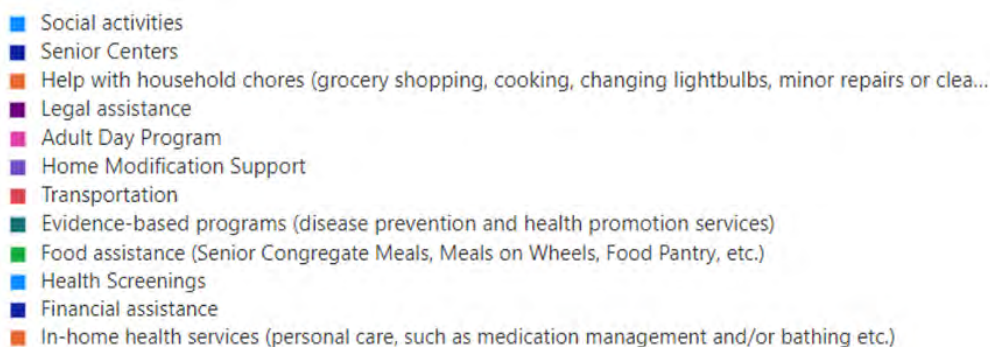 Social activities
Senior Centers
Help with household chores (grocery shopping, cooking, changing lightbulbs, minor repairs or clea...
Legal assistance
Adult Day Program
Home Modification Support
Transportation
Evidence-based programs (disease prevention and health promotion services)
Food assistance (Senior Congregate Meals, Meals on Wheels, Food Pantry, etc.)
Health Screenings
Financial assistance
In-home health services (personal care, such as medication management and/or bathing etc.)